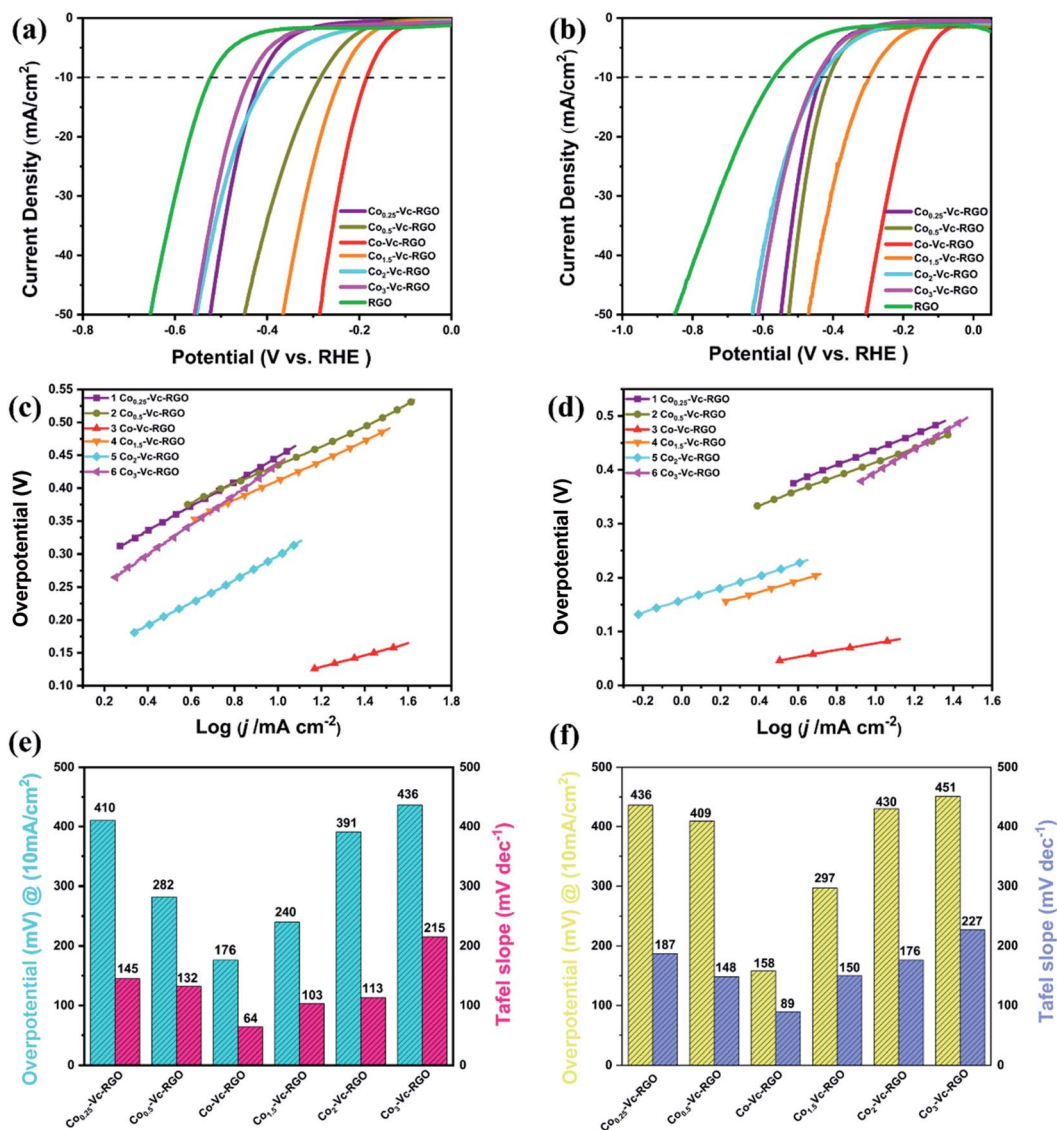 (a)
0
-10
-20
-30
-40
-50
Current Density (mA/cm²)
Co₀.₂₅-Vc-RGO
Co₀.₅-Vc-RGO
Co-Vc-RGO
Co₁.₅-Vc-RGO
Co₂-Vc-RGO
Co₃-Vc-RGO
RGO
-0.8 -0.6 -0.4 -0.2 0.0
Potential (V vs. RHE )
(b)
0
-10
-20
-30
-40
-50
Current Density (mA/cm²)
Co₀.₂₅-Vc-RGO
Co₀.₅-Vc-RGO
Co-Vc-RGO
Co₁.₅-Vc-RGO
Co₂-Vc-RGO
Co₃-Vc-RGO
RGO
-1.0 -0.8 -0.6 -0.4 -0.2 0.0
Potential (V vs. RHE )
(c)
0.55
0.50
0.45
0.40
0.35
0.30
0.25
0.20
0.15
0.10
Overpotential (V)
1 Co₀.₂₅-Vc-RGO
2 Co₀.₅-Vc-RGO
3 Co-Vc-RGO
4 Co₁.₅-Vc-RGO
5 Co₂-Vc-RGO
6 Co₃-Vc-RGO
0.2 0.4 0.6 0.8 1.0 1.2 1.4 1.6 1.8
Log (j /mA cm⁻²)
(d)
0.5
0.4
0.3
0.2
0.1
0.0
Overpotential (V)
1 Co₀.₂₅-Vc-RGO
2 Co₀.₅-Vc-RGO
3 Co-Vc-RGO
4 Co₁.₅-Vc-RGO
5 Co₂-Vc-RGO
6 Co₃-Vc-RGO
-0.2 0.0 0.2 0.4 0.6 0.8 1.0 1.2 1.4 1.6
Log (j /mA cm⁻²)
(e)
500
400
300
200
100
0
Overpotential (mV) @ (10mA/cm²)
410 145
282 132
176 64
240 103
391 113
436 215
500
400
300
200
100
0
Tafel slope (mV dec⁻¹)
Co₀.₂₅-Vc-RGO
Co₀.₅-Vc-RGO
Co-Vc-RGO
Co₁.₅-Vc-RGO
Co₂-Vc-RGO
Co₃-Vc-RGO
(f)
500
400
300
200
100
0
Overpotential (mV) @ (10mA/cm²)
436 187
409 148
158 89
297 150
430 176
451 227
500
400
300
200
100
0
Tafel slope (mV dec⁻¹)
Co₀.₂₅-Vc-RGO
Co₀.₅-Vc-RGO
Co-Vc-RGO
Co₁.₅-Vc-RGO
Co₂-Vc-RGO
Co₃-Vc-RGO